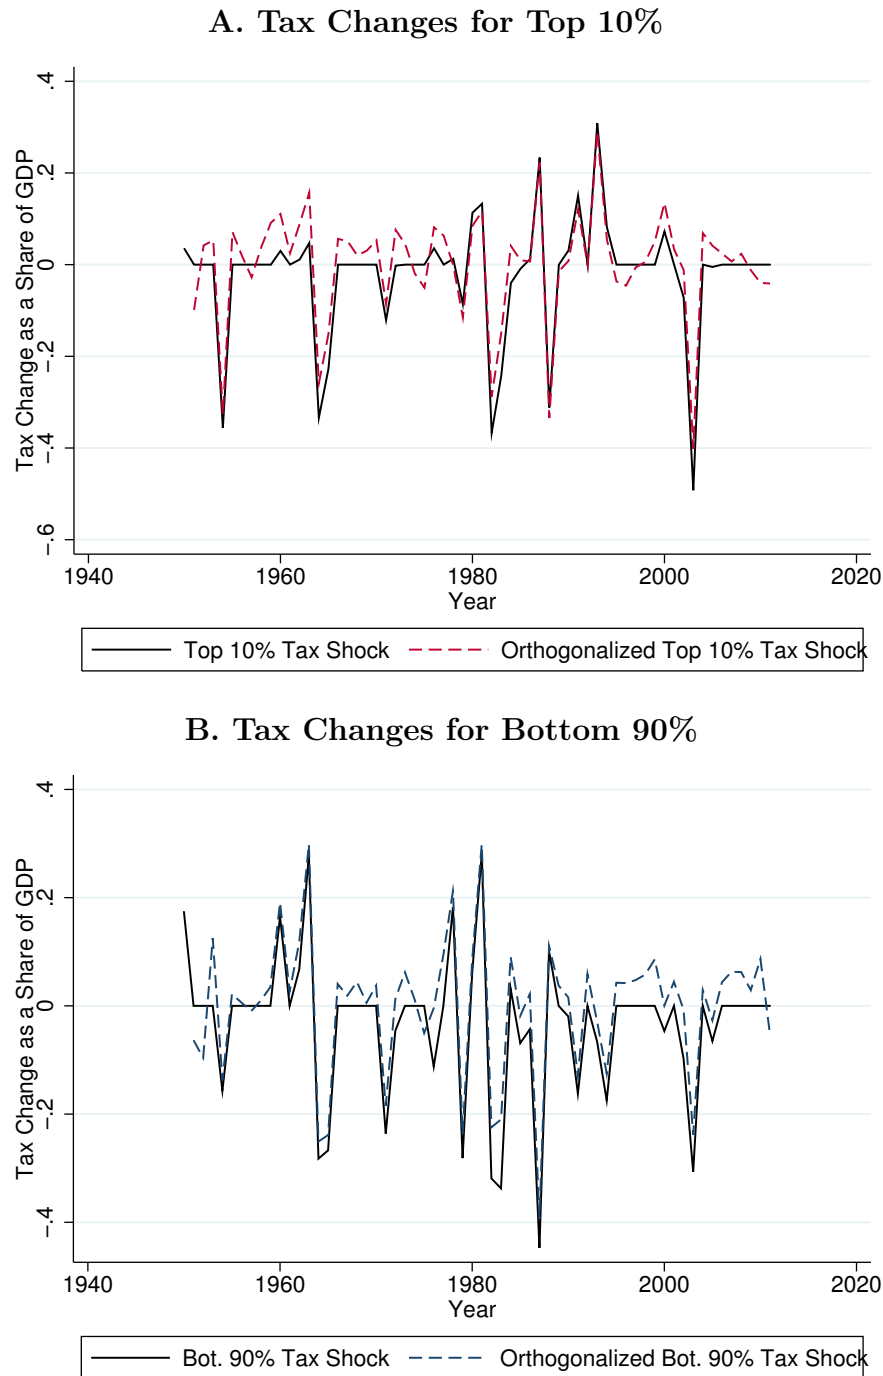 A. Tax Changes for Top 10%
Tax Change as a Share of GDP
.4
.2
0
-.2
-.4
-.6
1940 1960 1980 2000 2020
Year
Top 10% Tax Shock Orthogonalized Top 10% Tax Shock
B. Tax Changes for Bottom 90%
Tax Change as a Share of GDP
.4
.2
0
-.2
-.4
1940 1960 1980 2000 2020
Year
Bot. 90% Tax Shock Orthogonalized Bot. 90% Tax Shock